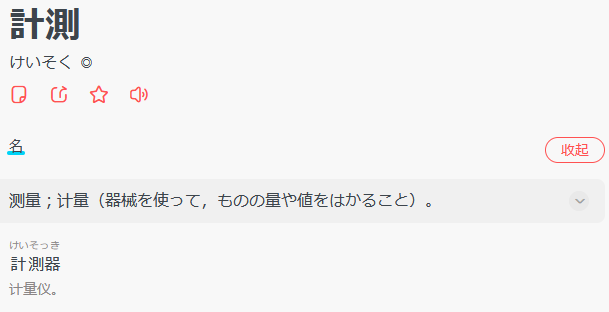 計測
けいそく ◎
名
收起
测量；计量（器械を使って，ものの量や値をはかること）。
けいそっき
計測器
计量仪。